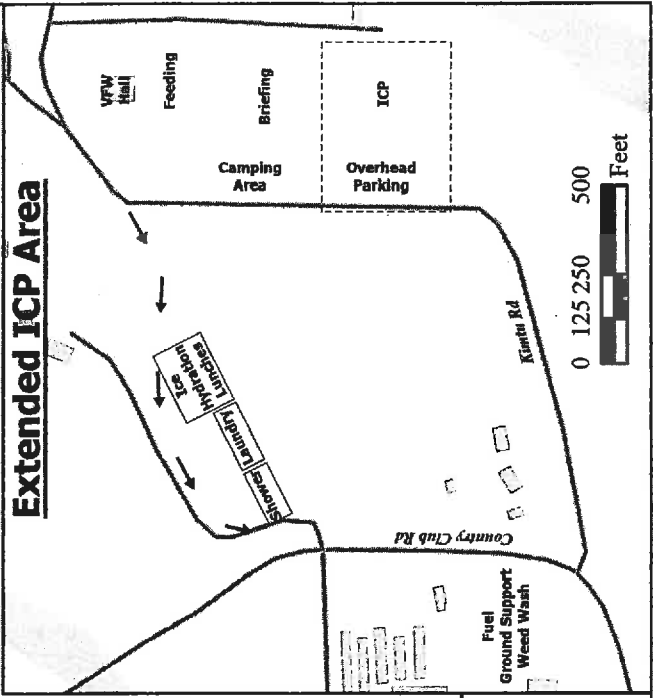 Extended ICP Area
VFW
Hall
Feeding
Briefing
ICP
Camping
Area
Overhead
Parking
Ice
Hydration
Lunches
Laundry
Shower
Kimtu Rd
Country Club Rd
Fuel
Ground Support
Weed Wash
0 125 250 500
Feet